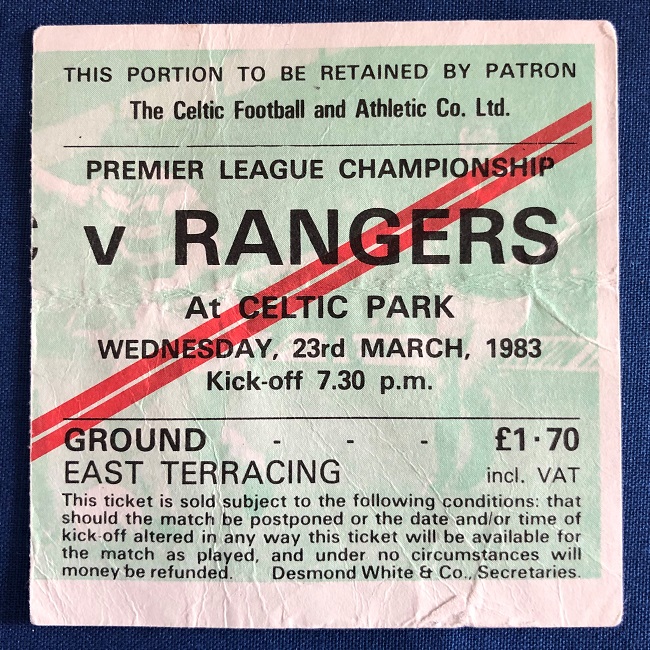 THIS PORTION TO BE RETAINED BY PATRON
The Celtic Football and Athletic Co. Ltd.
PREMIER LEAGUE CHAMPIONSHIP
v RANGERS
At CELTIC PARK
WEDNESDAY, 23rd MARCH, 1983
Kick-off 7.30 p.m.
GROUND - - - £1·70
EAST TERRACING incl. VAT
This ticket is sold subject to the following conditions: that
should the match be postponed or the date and/or time of
kick-off altered in any way this ticket will be available for
the match as played, and under no circumstances will
money be refunded. Desmond White & Co., Secretaries.